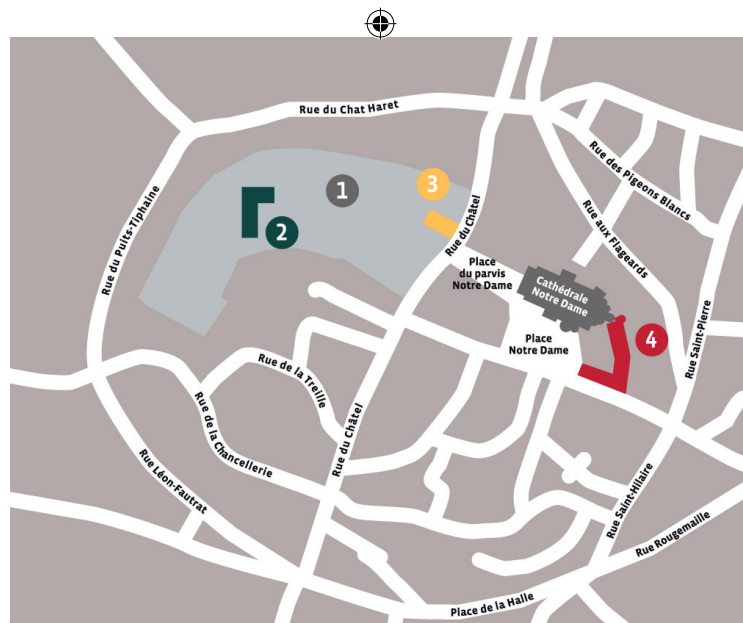 Rue du Chat Haret
Rue des Pigeons Blancs
1
3
2
Rue du Puits-Tiphaine
Rue du Châtel
Rue aux Flageards
Place
du parvis
Notre Dame
Cathédrale
Notre Dame
Place
Notre Dame
4
Rue Saint-Pierre
Rue de la Treille
Rue de la Chancellerie
Rue du Châtel
Rue Léon-Fautrat
Rue Saint-Hilaire
Rue Rougemaille
Place de la Halle